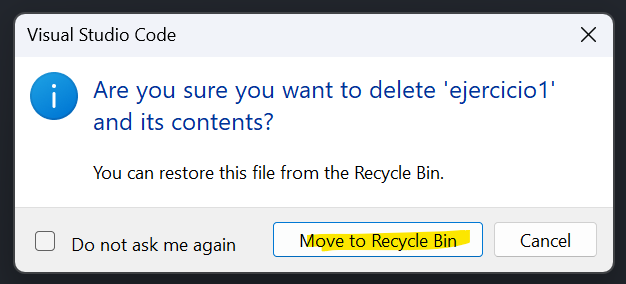 Visual Studio Code
Are you sure you want to delete 'ejercicio1'
and its contents?
You can restore this file from the Recycle Bin.
Do not ask me again
Move to Recycle Bin
Cancel